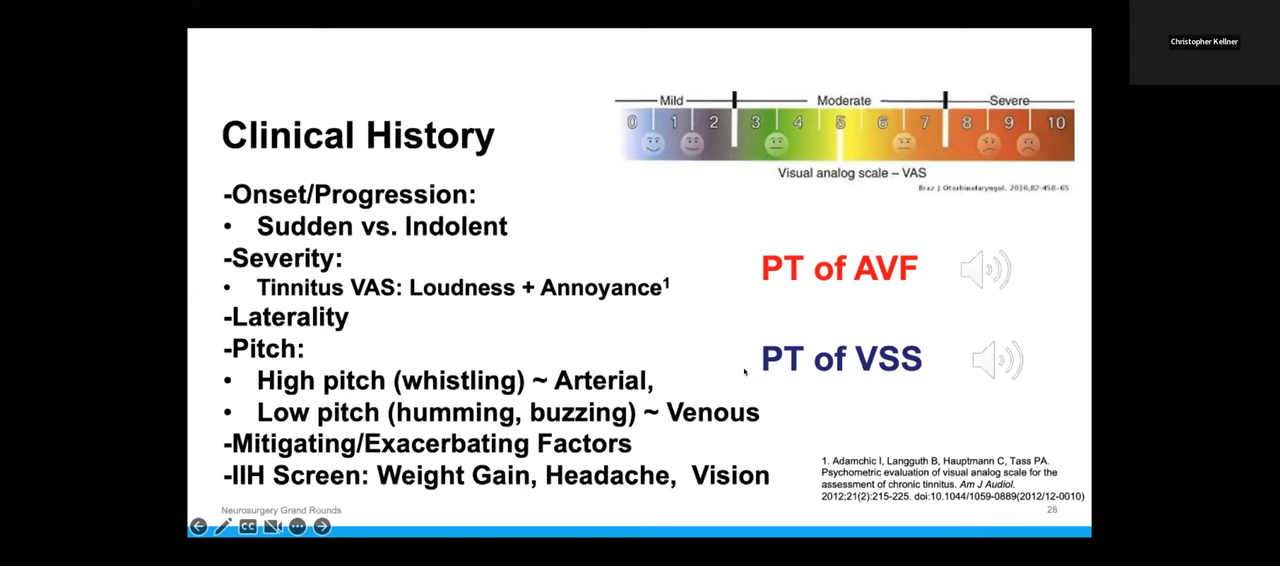 Christopher Kellner
Mild Moderate Severe
0 1 2 3 4 5 6 7 8 9 10
Visual analog scale – VAS
Braz J Otorhinolaryngol. 2016;82:458-65
Clinical History
-Onset/Progression:
• Sudden vs. Indolent
-Severity:
• Tinnitus VAS: Loudness + Annoyance¹
-Laterality
-Pitch:
• High pitch (whistling) ~ Arterial,
• Low pitch (humming, buzzing) ~ Venous
-Mitigating/Exacerbating Factors
-IIH Screen: Weight Gain, Headache, Vision
PT of AVF
PT of VSS
1. Adamchic I, Langguth B, Hauptmann C, Tass PA.
Psychometric evaluation of visual analog scale for the
assessment of chronic tinnitus. Am J Audiol.
2012;21(2):215-225. doi:10.1044/1059-0889(2012/12-0010)
Neurosurgery Grand Rounds
28
CC